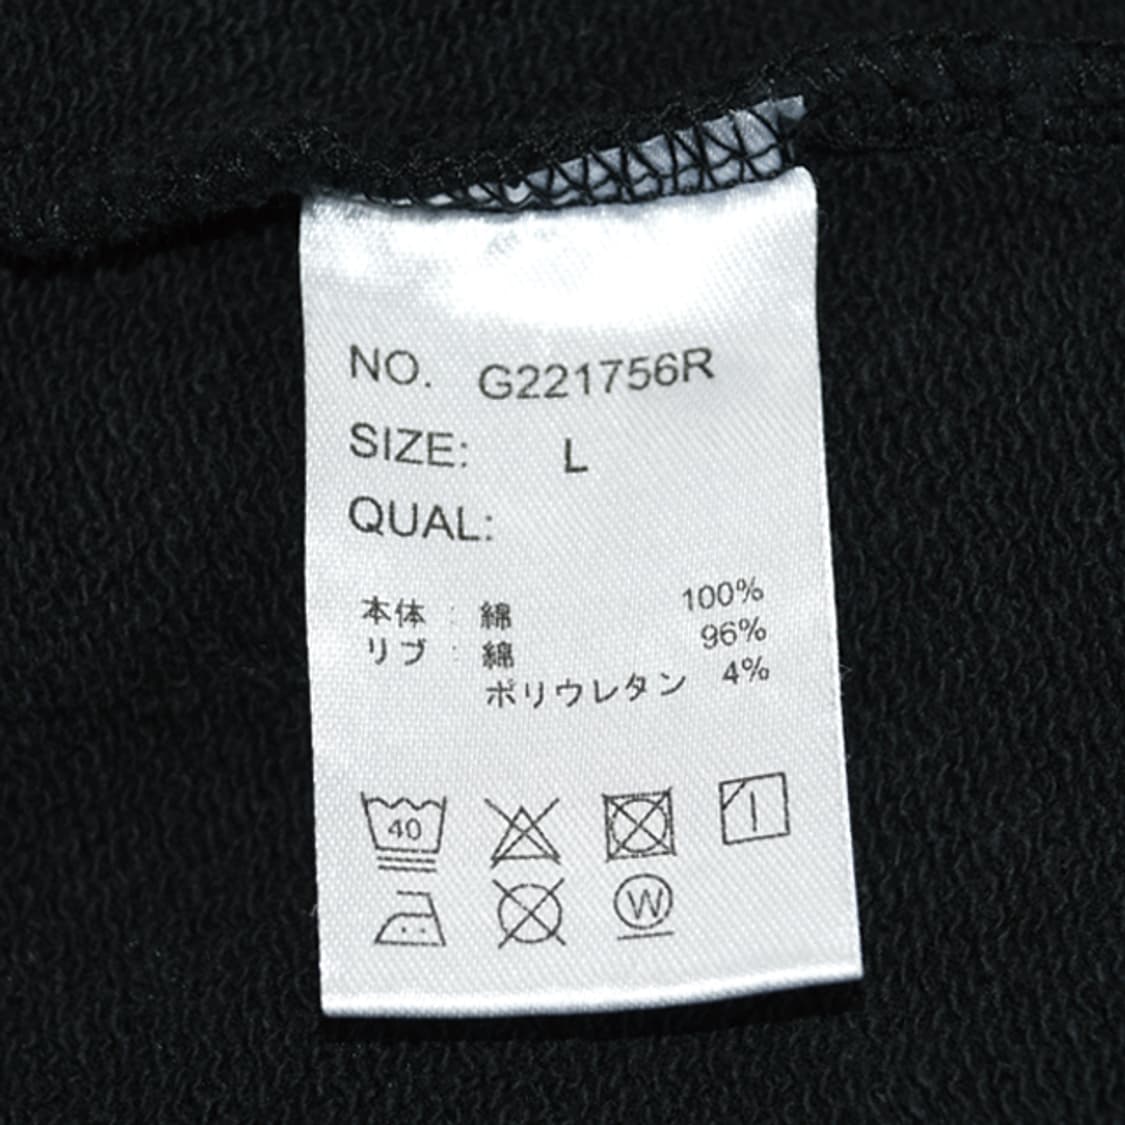 NO. G221756R
SIZE: L
QUAL:
本体 : 綿 100%
リブ : 綿 96%
ポリウレタン 4%
40
W